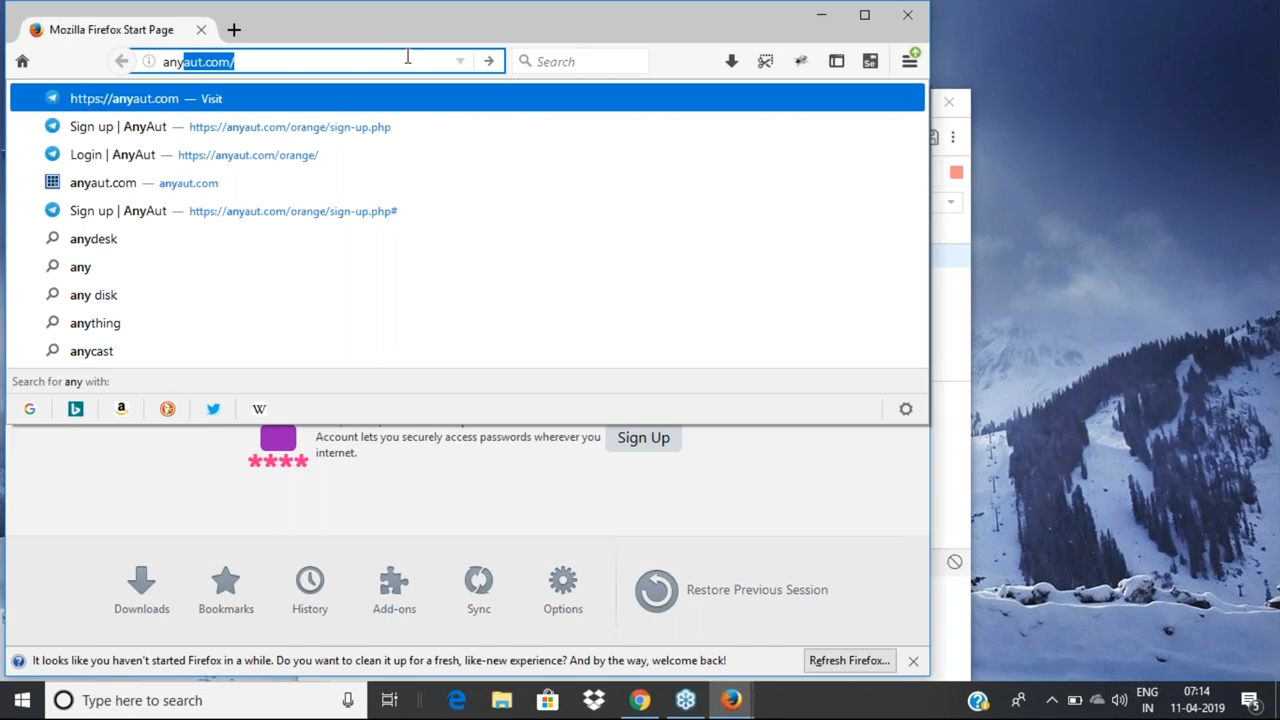 Mozilla Firefox Start Page
anyaut.com/
Search
Se
https://anyaut.com — Visit
Sign up | AnyAut — https://anyaut.com/orange/sign-up.php
Login | AnyAut — https://anyaut.com/orange/
anyaut.com — anyaut.com
Sign up | AnyAut — https://anyaut.com/orange/sign-up.php#
anydesk
any
any disk
anything
anycast
Search for any with:
Account lets you securely access passwords wherever you
internet.
Sign Up
****
Downloads
Bookmarks
History
Add-ons
Sync
Options
Restore Previous Session
It looks like you haven't started Firefox in a while. Do you want to clean it up for a fresh, like-new experience? And by the way, welcome back!
Refresh Firefox...
Type here to search
ENG
IN
07:14
11-04-2019
5